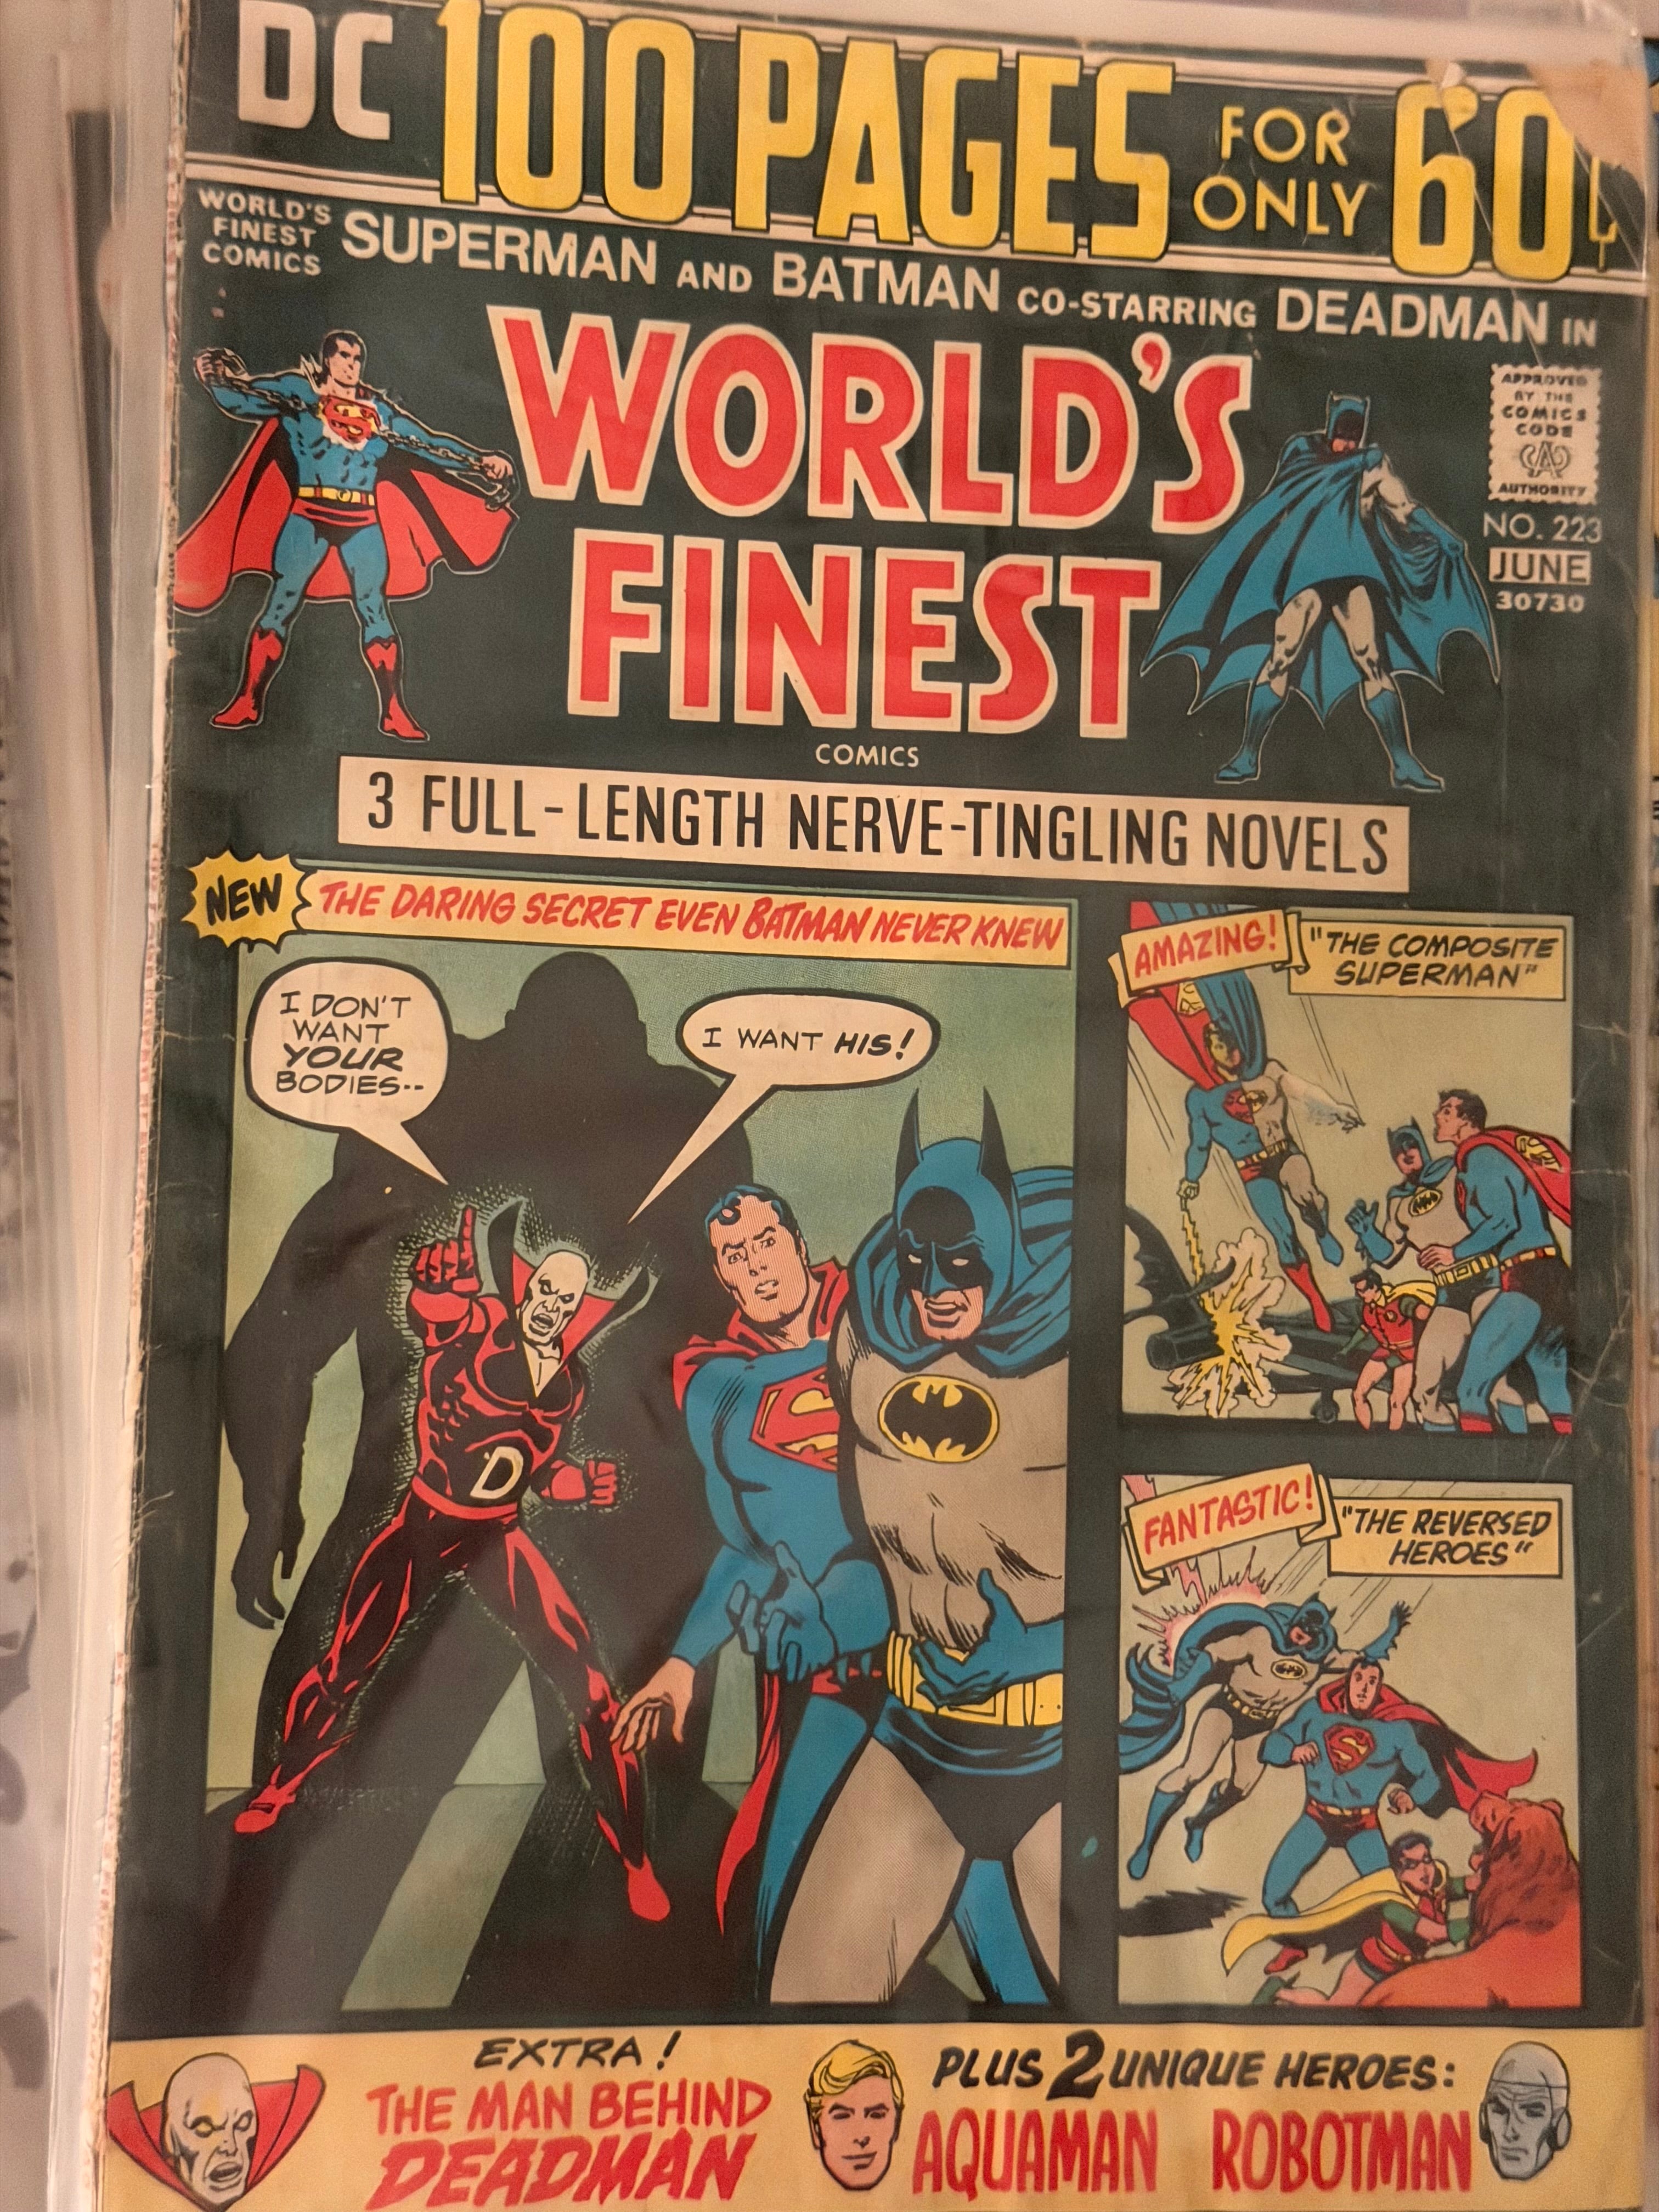 DC 100 PAGES FOR ONLY 60¢
WORLD'S
FINEST
COMICS
SUPERMAN AND BATMAN CO-STARRING DEADMAN IN
WORLD'S
FINEST
COMICS
APPROVED
BY THE
COMICS
CODE
CA
AUTHORITY
NO. 223
JUNE
30730
3 FULL-LENGTH NERVE-TINGLING NOVELS
NEW
THE DARING SECRET EVEN BATMAN NEVER KNEW
I DON'T
WANT
YOUR
BODIES--
I WANT HIS!
D
S
AMAZING!
"THE COMPOSITE
SUPERMAN"
FANTASTIC!
"THE REVERSED
HEROES"
EXTRA!
THE MAN BEHIND
DEADMAN
PLUS 2 UNIQUE HEROES:
AQUAMAN ROBOTMAN